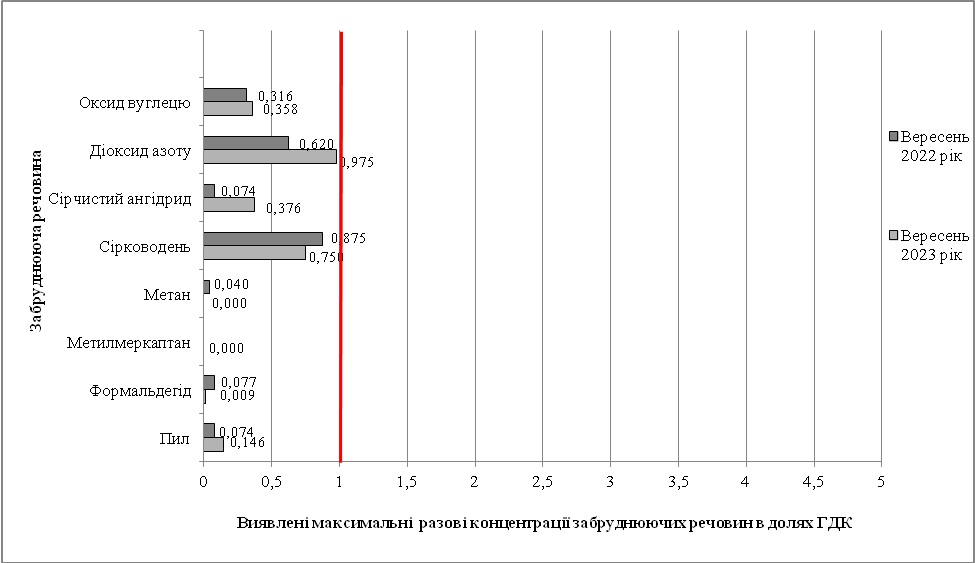 Забруднююча речовина
Оксид вуглецю
0,316
0,358
Діоксид азоту
0,620
0,975
Сірчистий ангідрид
0,074
0,376
Сірководень
0,875
0,750
Метан
0,040
0,000
Метилмеркаптан
0,000
Формальдегід
0,077
0,009
Пил
0,074
0,146
0 0,5 1 1,5 2 2,5 3 3,5 4 4,5 5
Виявлені максимальні разові концентрації забруднюючих речовин в долях ГДК
Вересень
2022 рік
Вересень
2023 рік